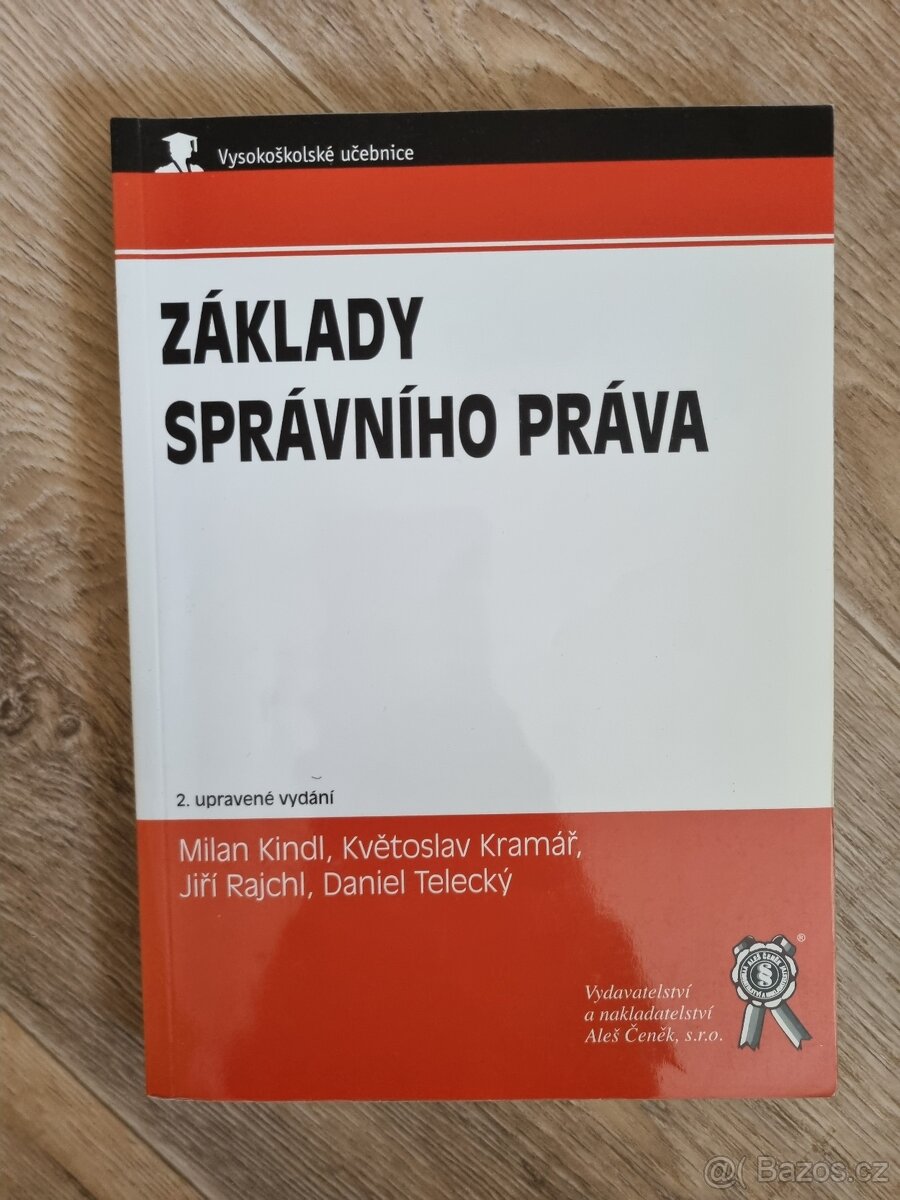 Vysokoškolské učebnice
ZÁKLADY
SPRÁVNÍHO PRÁVA
2. upravené vydání
Milan Kindl, Květoslav Kramář,
Jiří Rajchl, Daniel Telecký
Vydavatelství
a nakladatelství
Aleš Čeněk, s.r.o.
®
§
@( Bazos.cz